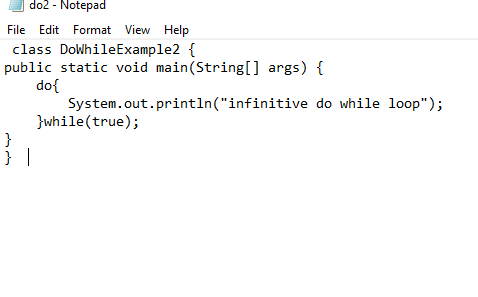 do2 - Notepad
File Edit Format View Help
class DoWhileExample2 {
public static void main(String[] args) {
    do{
        System.out.println("infinitive do while loop");
    }while(true);
}
}